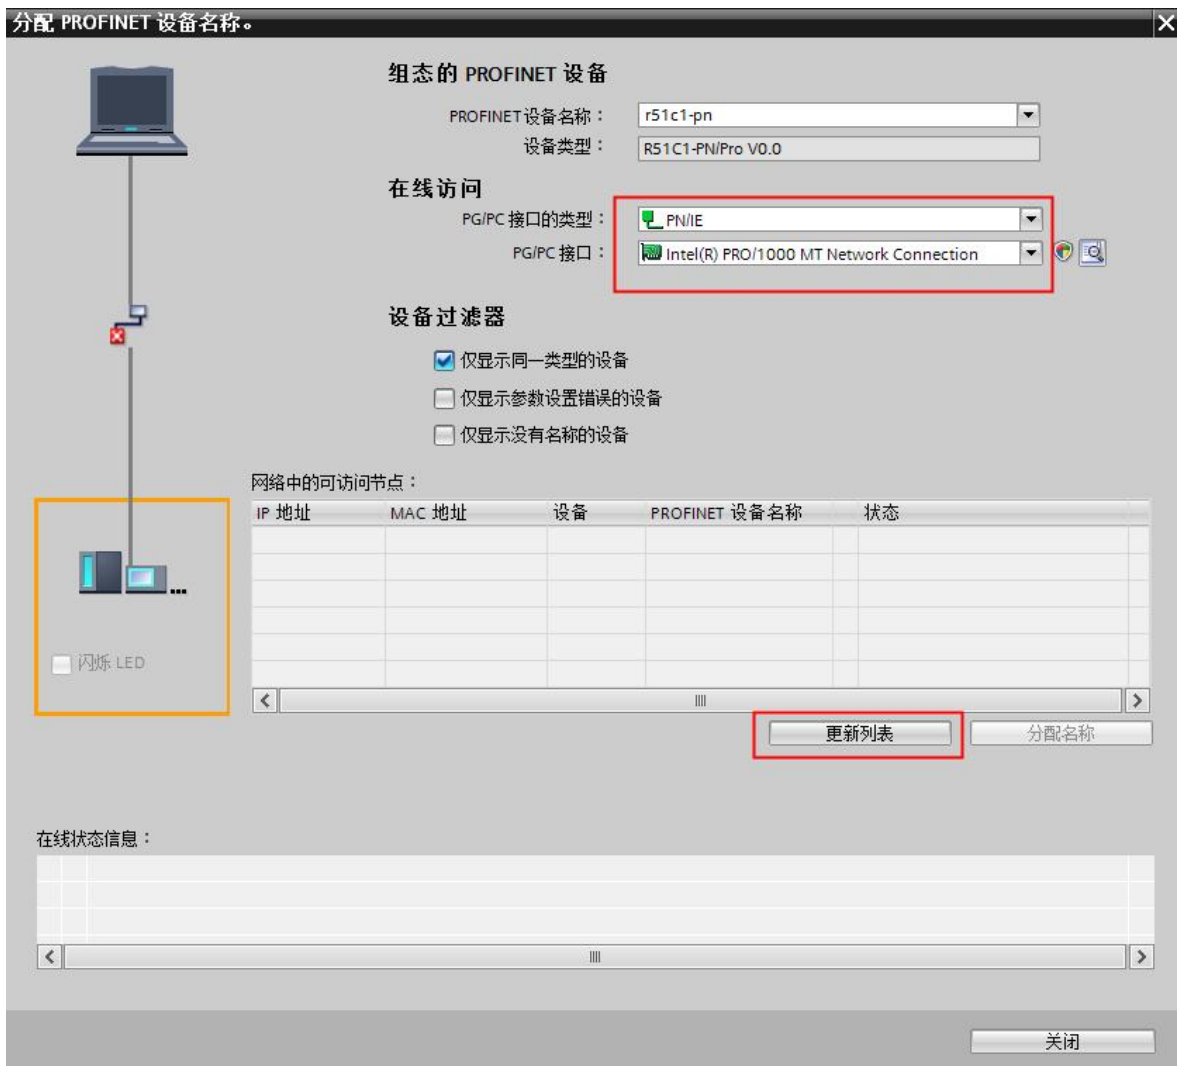 分配 PROFINET 设备名称。
组态的 PROFINET 设备
PROFINET设备名称： r51c1-pn
设备类型： R51C1-PN/Pro V0.0
在线访问
PG/PC 接口的类型： PN/IE
PG/PC 接口： Intel(R) PRO/1000 MT Network Connection
设备过滤器
仅显示同一类型的设备
仅显示参数设置错误的设备
仅显示没有名称的设备
网络中的可访问节点：
IP 地址 MAC 地址 设备 PROFINET 设备名称 状态
闪烁 LED
更新列表 分配名称
在线状态信息：
关闭